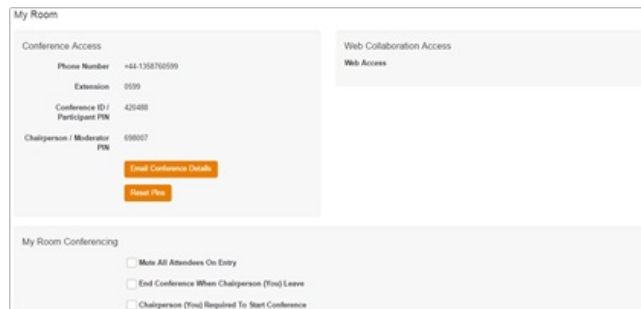 My Room
Conference Access
Phone Number +44-1358760599
Extension 0599
Conference ID /
Participant PIN 420488
Chairperson / Moderator
PIN 698007
Email Conference Details
Reset Pins
Web Collaboration Access
Web Access
My Room Conferencing
Mute All Attendees On Entry
End Conference When Chairperson (You) Leave
Chairperson (You) Required To Start Conference